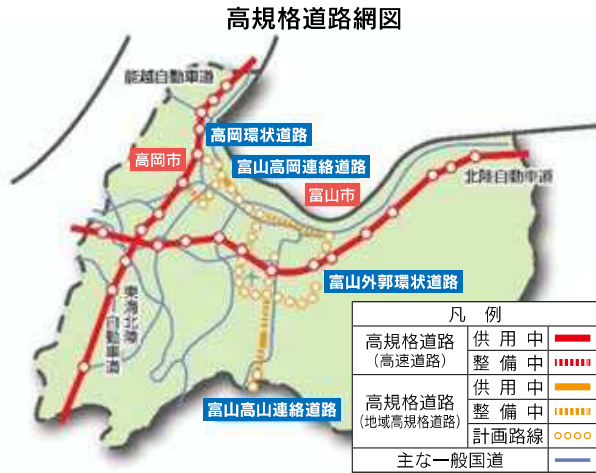 高規格道路網図
能越自動車道
高岡環状道路
高岡市
富山高岡連絡道路
富山市
北陸自動車道
富山外郭環状道路
東海北陸
自動車道
富山高山連絡道路
凡 例
高規格道路
(高速道路)
供 用 中
整 備 中
高規格道路
(地域高規格道路)
供 用 中
整 備 中
計画路線
主な一般国道